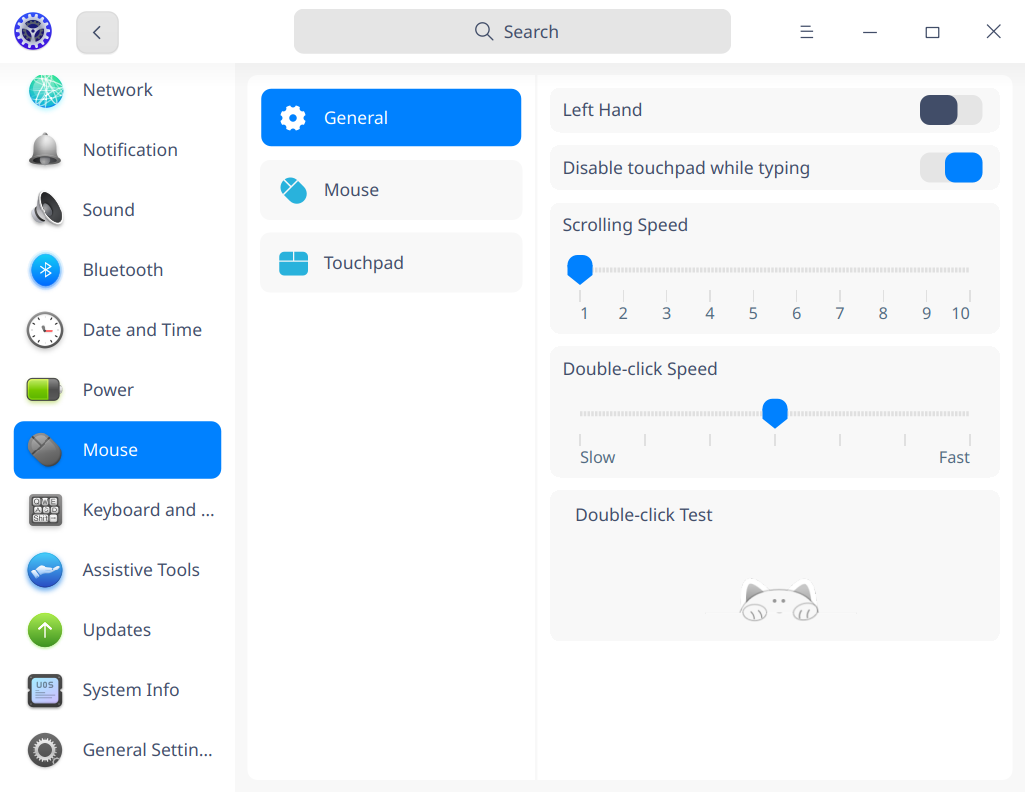 Search
Network
Notification
Sound
Bluetooth
Date and Time
Power
Mouse
Keyboard and ...
Assistive Tools
Updates
UOS
System Info
General Settin...
General
Mouse
Touchpad
Left Hand
Disable touchpad while typing
Scrolling Speed
1 2 3 4 5 6 7 8 9 10
Double-click Speed
Slow Fast
Double-click Test